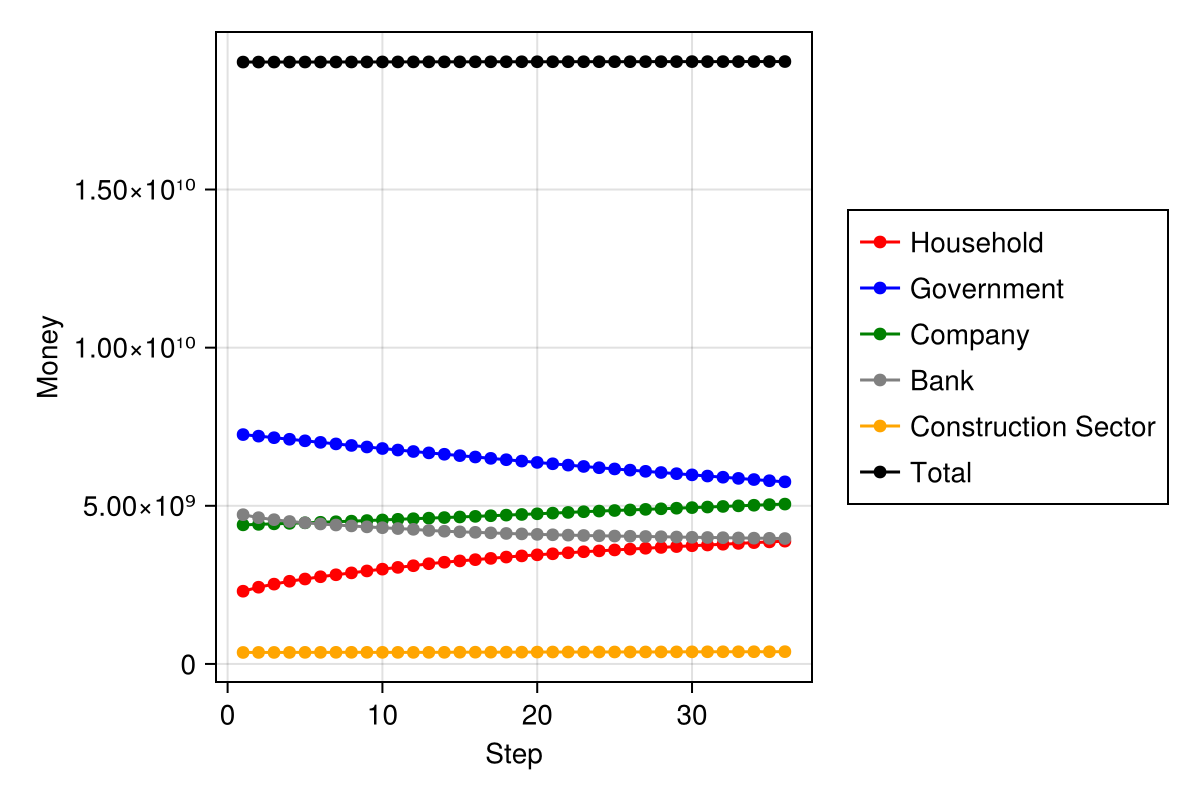 1.50×10¹⁰
1.00×10¹⁰
5.00×10⁹
0
Money
0 10 20 30
Step
Household
Government
Company
Bank
Construction Sector
Total